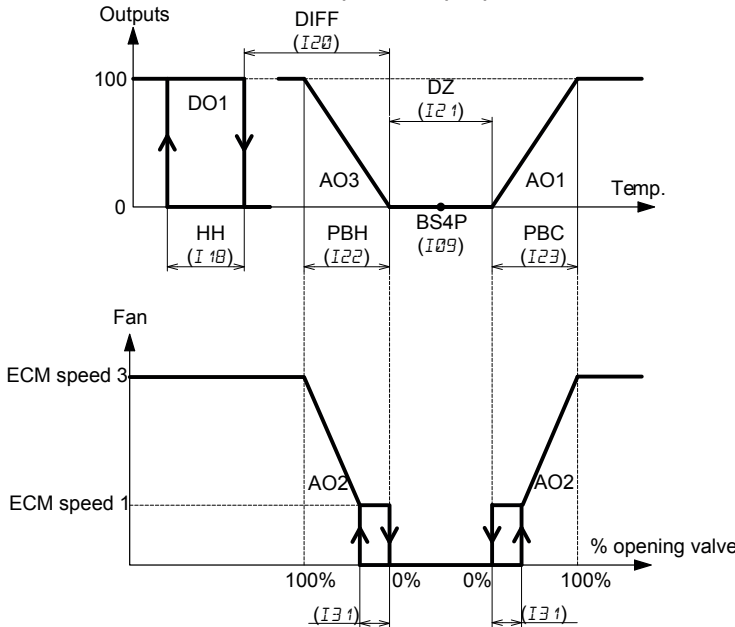 Outputs
DIFF
(I20)
100
DO1
DZ
(I21)
AO3
AO1
Temp.
0
HH
(I18)
PBH
(I22)
BS4P
(I09)
PBC
(I23)
Fan
ECM speed 3
AO2
AO2
ECM speed 1
% opening valve
100% 0% 0% 100%
(I31) (I31)